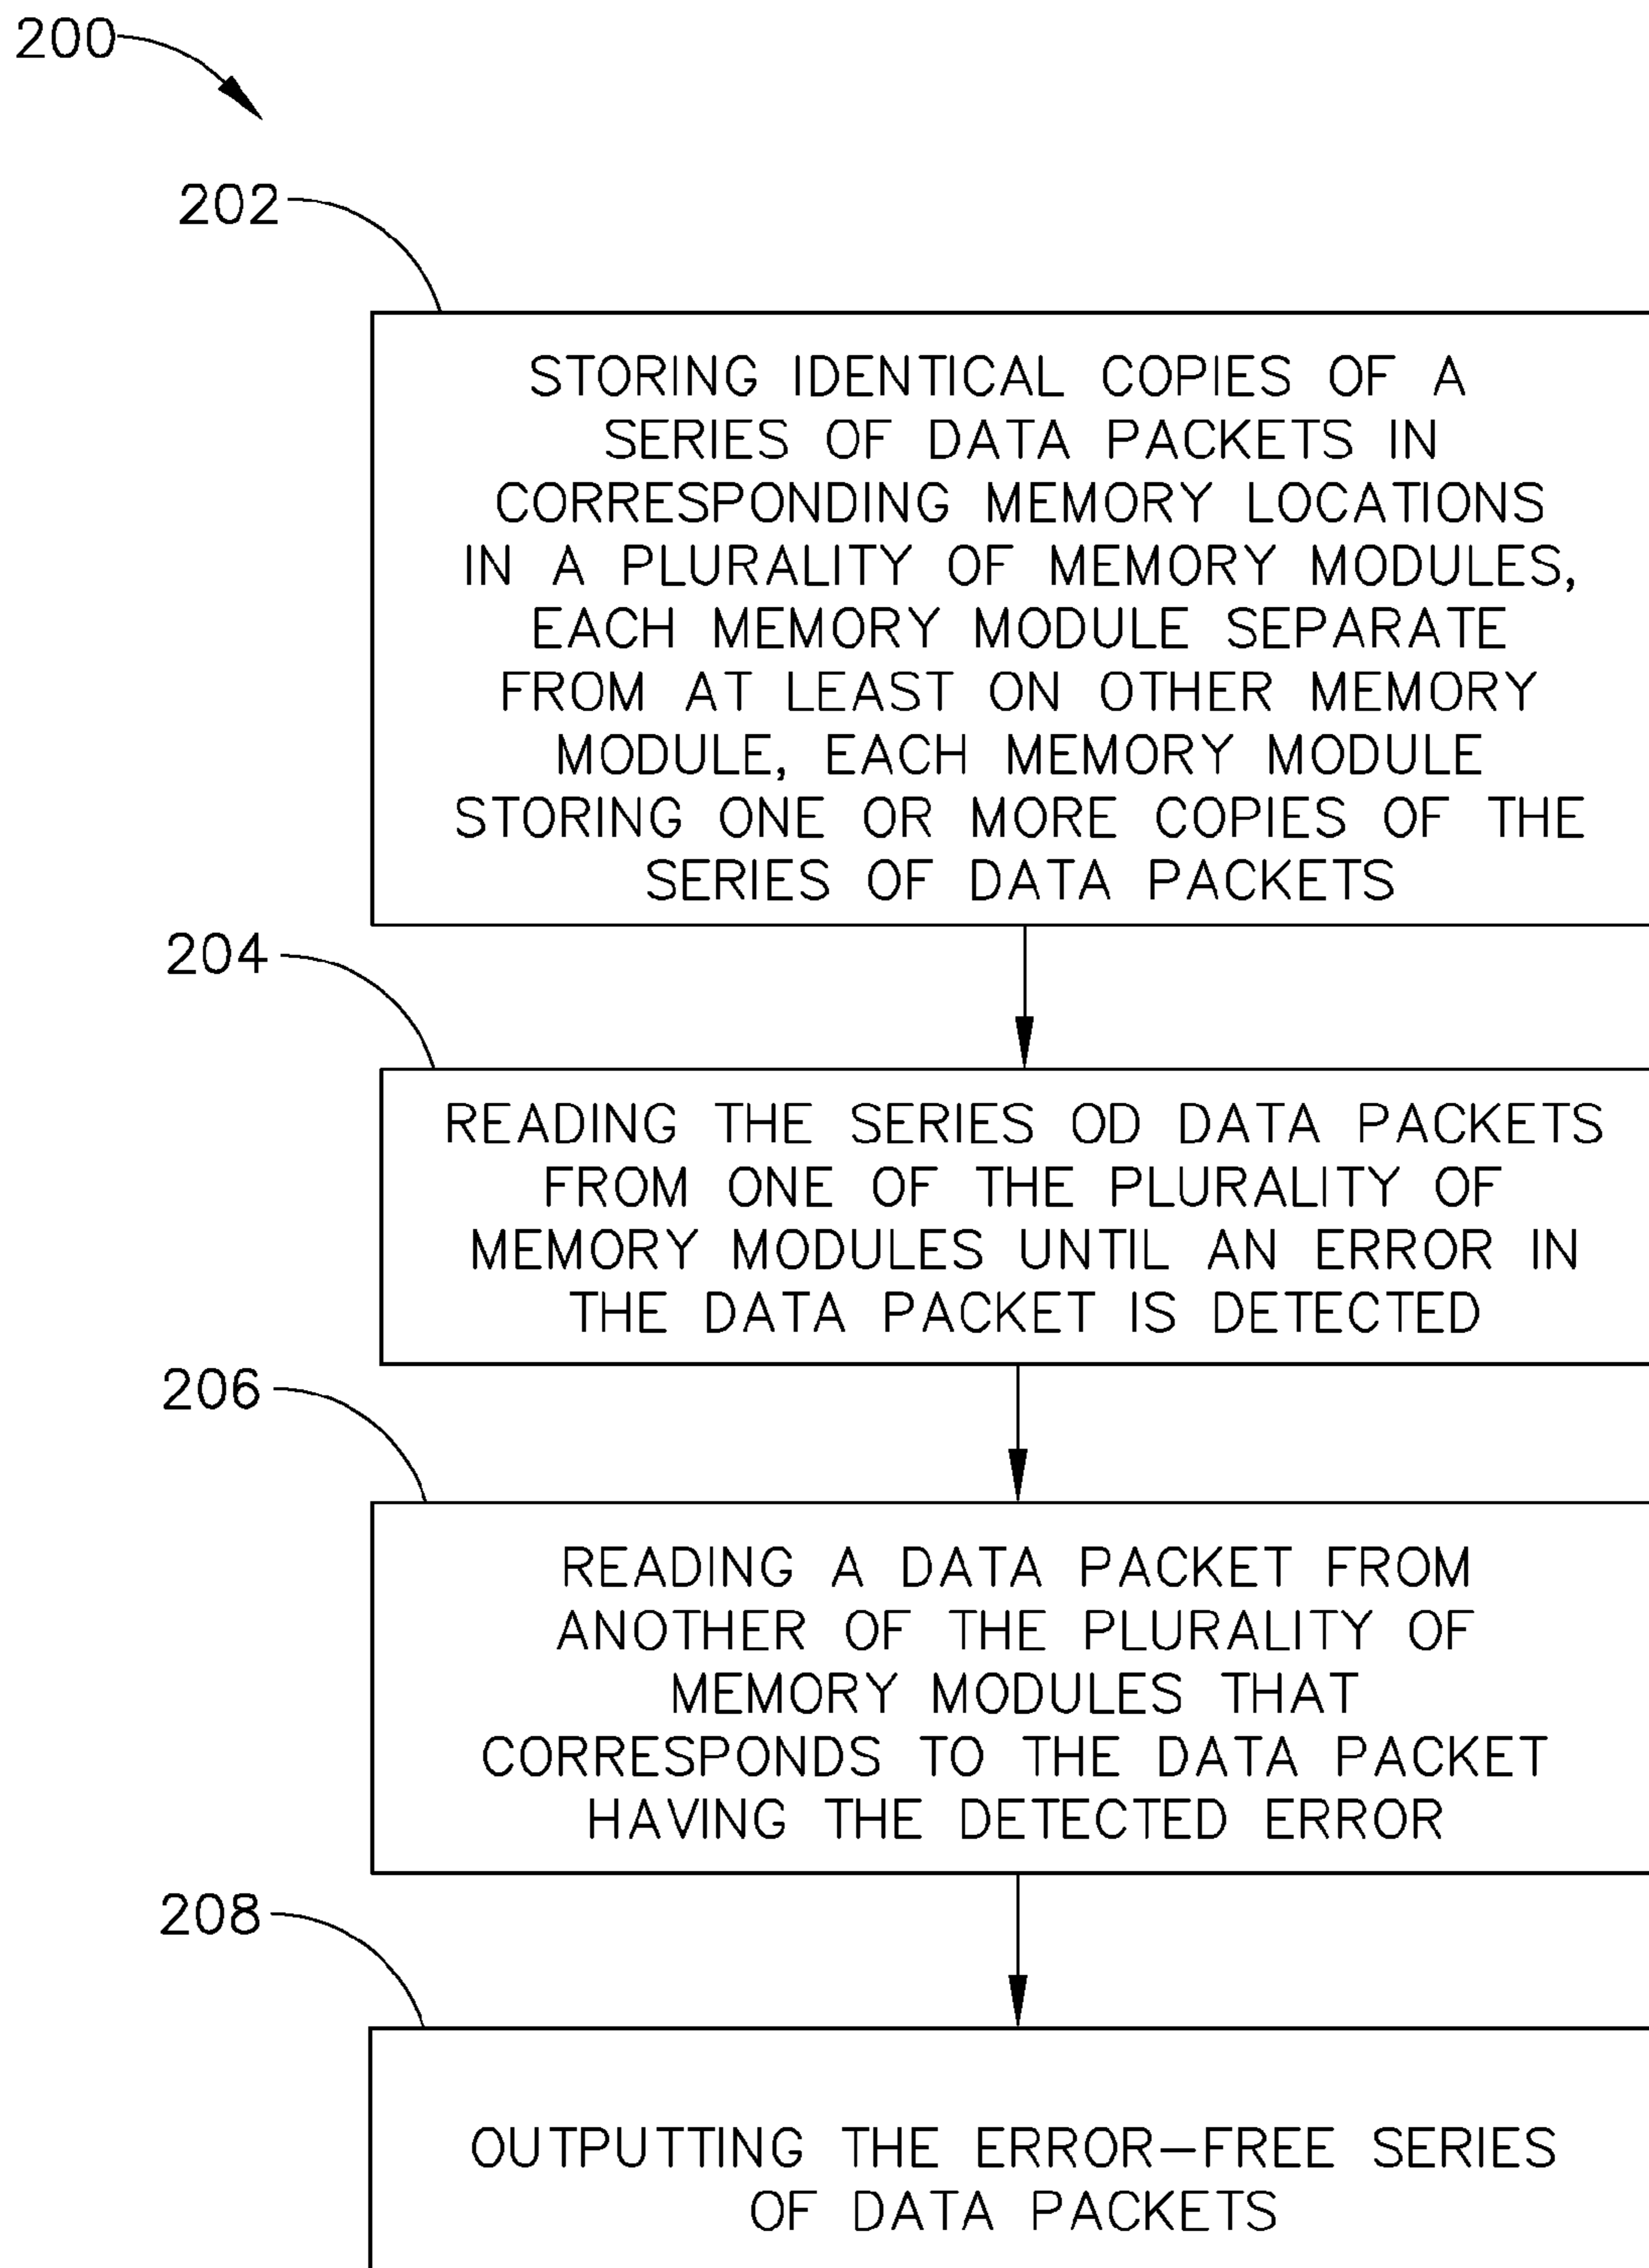 200
202
STORING IDENTICAL COPIES OF A
SERIES OF DATA PACKETS IN
CORRESPONDING MEMORY LOCATIONS
IN A PLURALITY OF MEMORY MODULES,
EACH MEMORY MODULE SEPARATE
FROM AT LEAST ON OTHER MEMORY
MODULE, EACH MEMORY MODULE
STORING ONE OR MORE COPIES OF THE
SERIES OF DATA PACKETS
204
READING THE SERIES OD DATA PACKETS
FROM ONE OF THE PLURALITY OF
MEMORY MODULES UNTIL AN ERROR IN
THE DATA PACKET IS DETECTED
206
READING A DATA PACKET FROM
ANOTHER OF THE PLURALITY OF
MEMORY MODULES THAT
CORRESPONDS TO THE DATA PACKET
HAVING THE DETECTED ERROR
208
OUTPUTTING THE ERROR–FREE SERIES
OF DATA PACKETS